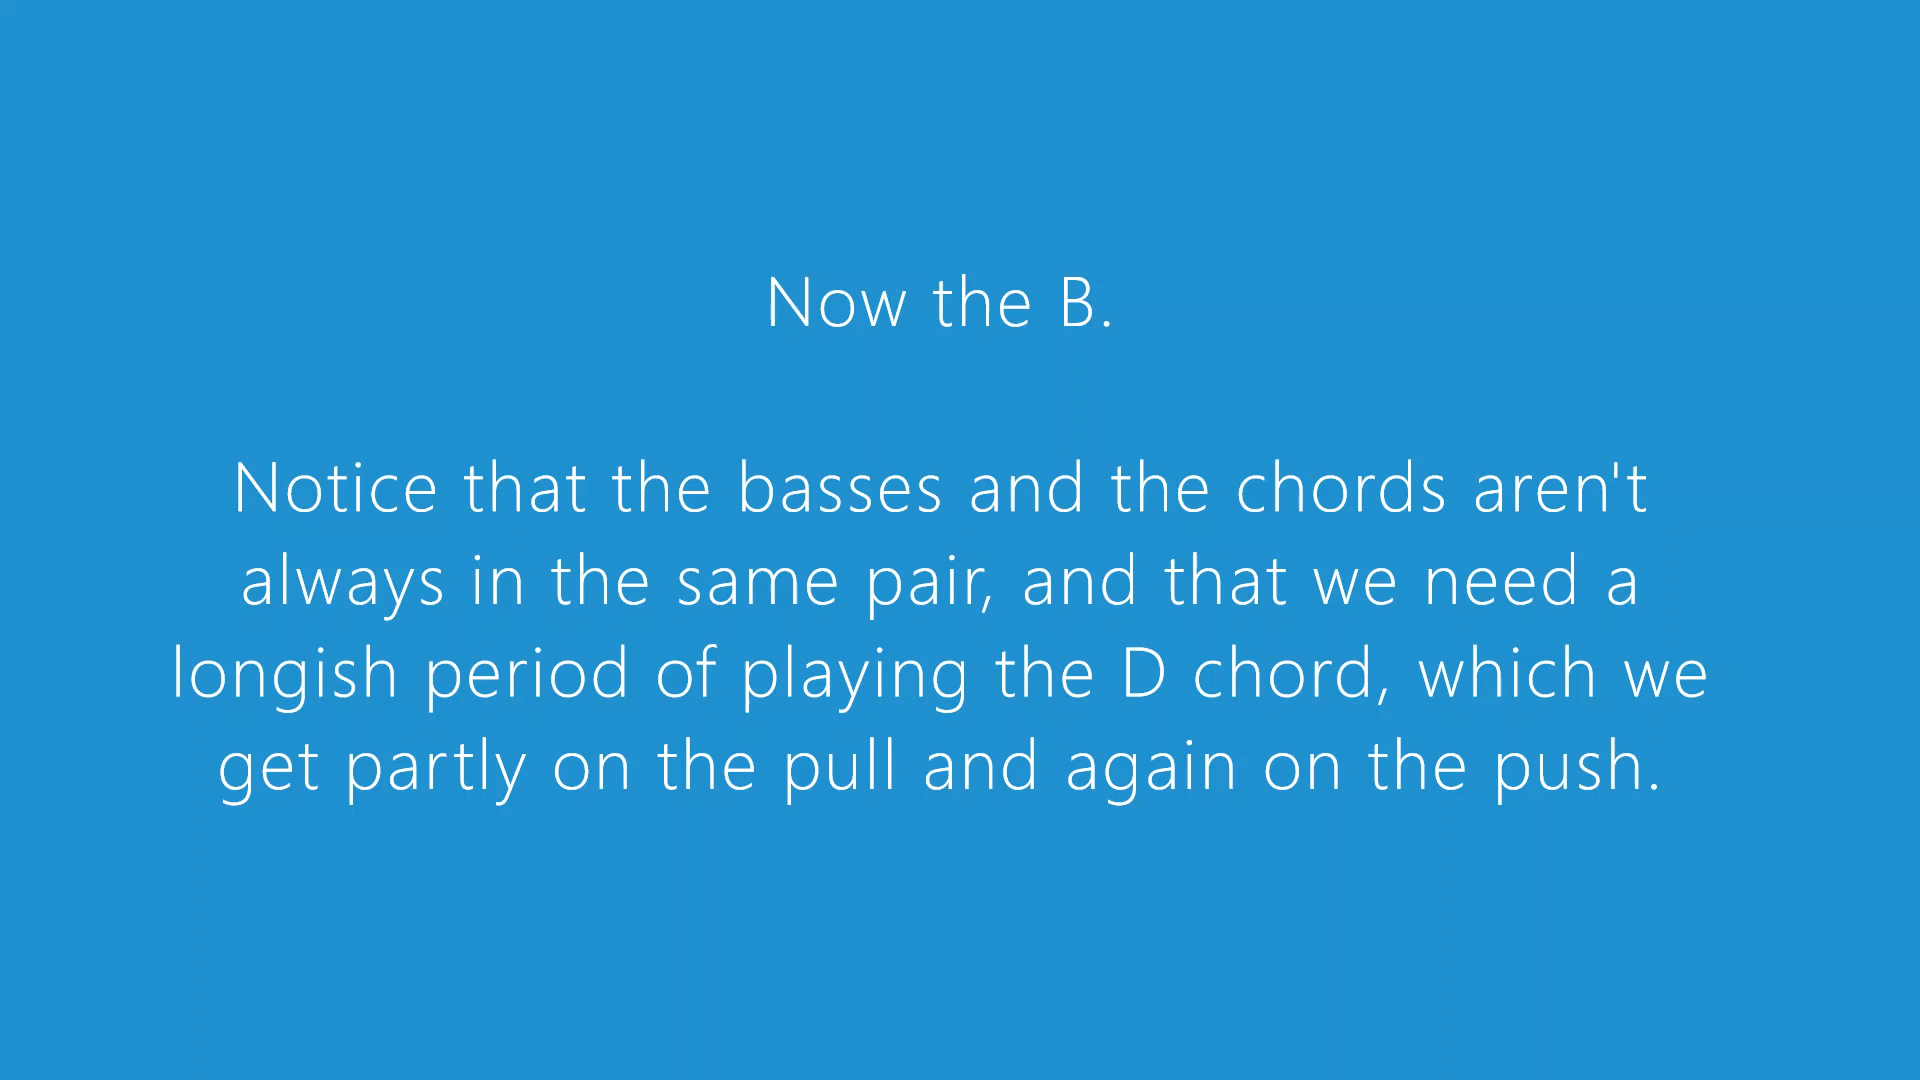 Now the B.
Notice that the basses and the chords aren't
always in the same pair, and that we need a
longish period of playing the D chord, which we
get partly on the pull and again on the push.